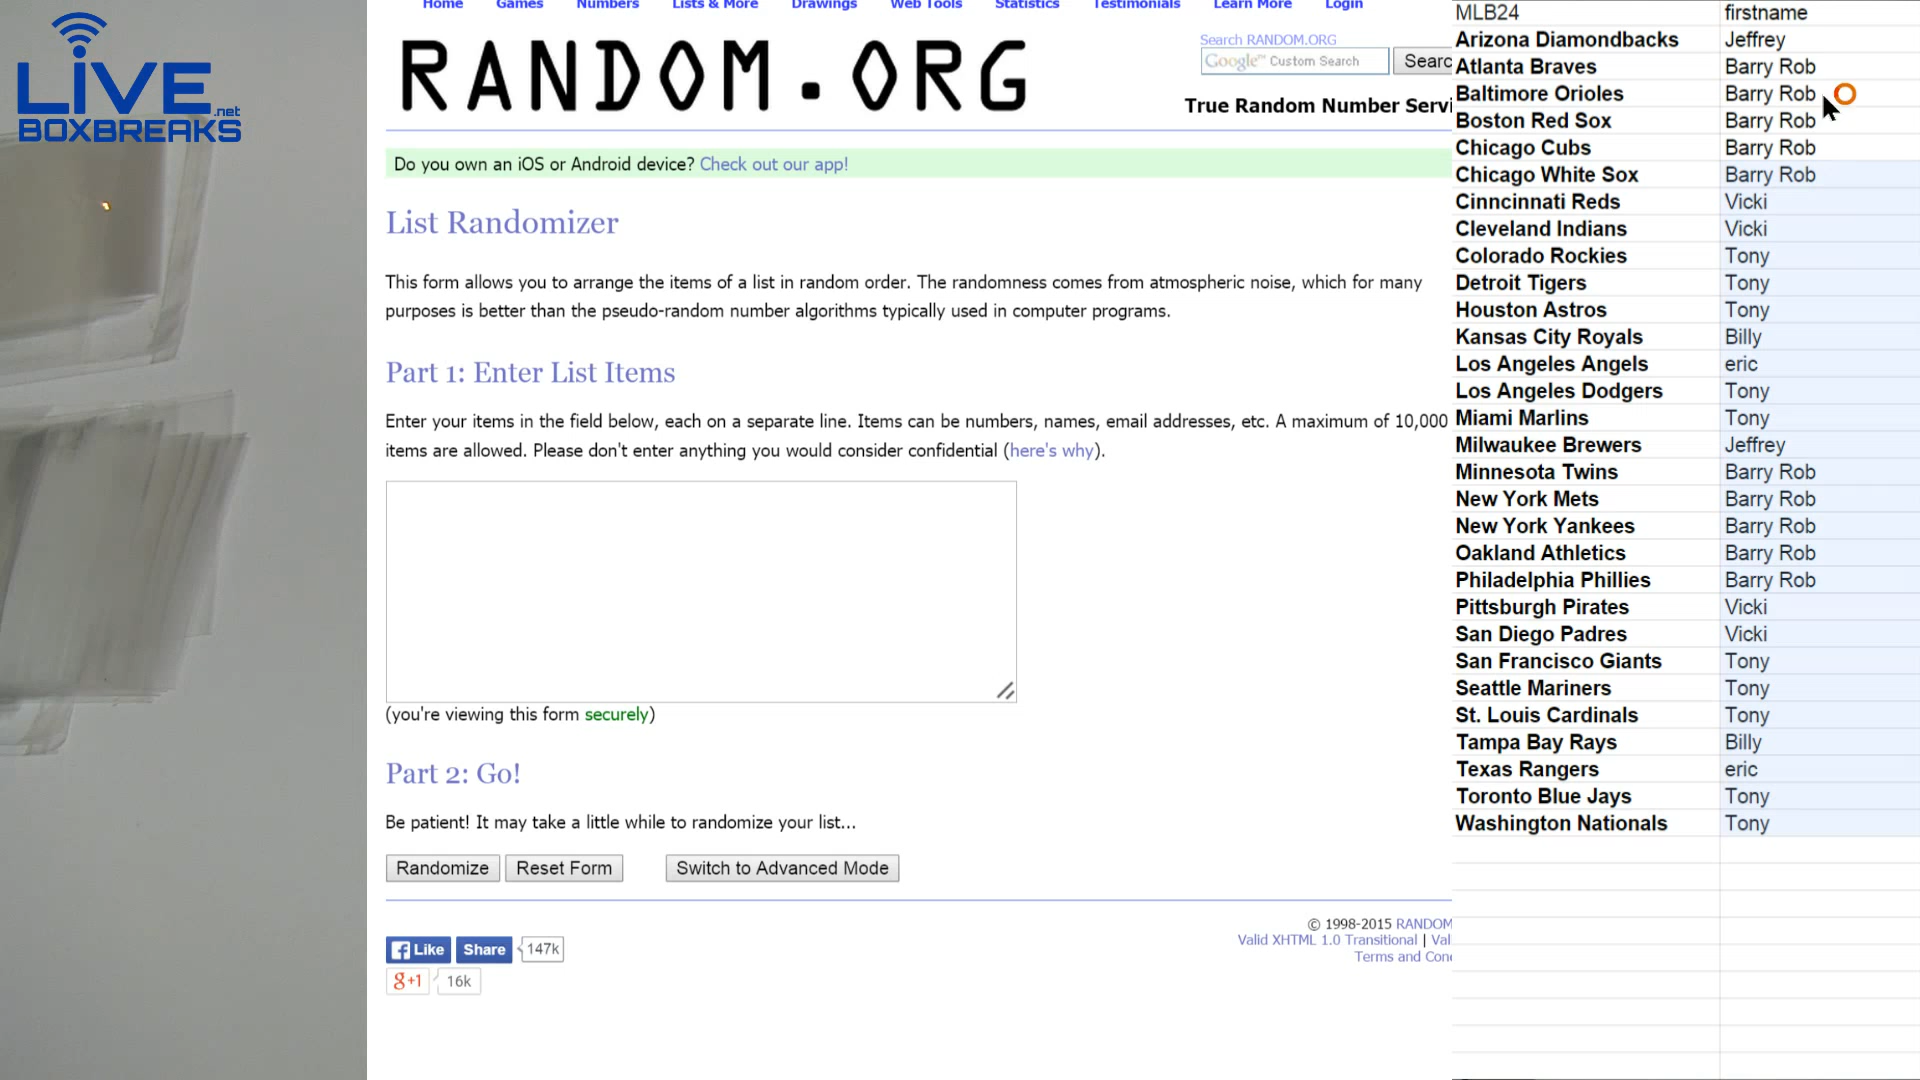 LiVE
.net
BOXBREAKS
Home Games Numbers Lists & More Drawings Web Tools Statistics Testimonials Learn More Login
RANDOM.ORG
Search RANDOM.ORG
Google™ Custom Search
Searc
True Random Number Servi
Do you own an iOS or Android device? Check out our app!
List Randomizer
This form allows you to arrange the items of a list in random order. The randomness comes from atmospheric noise, which for many
purposes is better than the pseudo-random number algorithms typically used in computer programs.
Part 1: Enter List Items
Enter your items in the field below, each on a separate line. Items can be numbers, names, email addresses, etc. A maximum of 10,000
items are allowed. Please don't enter anything you would consider confidential (here's why).
(you're viewing this form securely)
Part 2: Go!
Be patient! It may take a little while to randomize your list...
Randomize Reset Form Switch to Advanced Mode
© 1998-2015 RANDOM
Valid XHTML 1.0 Transitional | Val
Terms and Con
Like Share 147k
g+1 16k
MLB24 firstname
Arizona Diamondbacks Jeffrey
Atlanta Braves Barry Rob
Baltimore Orioles Barry Rob
Boston Red Sox Barry Rob
Chicago Cubs Barry Rob
Chicago White Sox Barry Rob
Cinncinnati Reds Vicki
Cleveland Indians Vicki
Colorado Rockies Tony
Detroit Tigers Tony
Houston Astros Tony
Kansas City Royals Billy
Los Angeles Angels eric
Los Angeles Dodgers Tony
Miami Marlins Tony
Milwaukee Brewers Jeffrey
Minnesota Twins Barry Rob
New York Mets Barry Rob
New York Yankees Barry Rob
Oakland Athletics Barry Rob
Philadelphia Phillies Barry Rob
Pittsburgh Pirates Vicki
San Diego Padres Vicki
San Francisco Giants Tony
Seattle Mariners Tony
St. Louis Cardinals Tony
Tampa Bay Rays Billy
Texas Rangers eric
Toronto Blue Jays Tony
Washington Nationals Tony